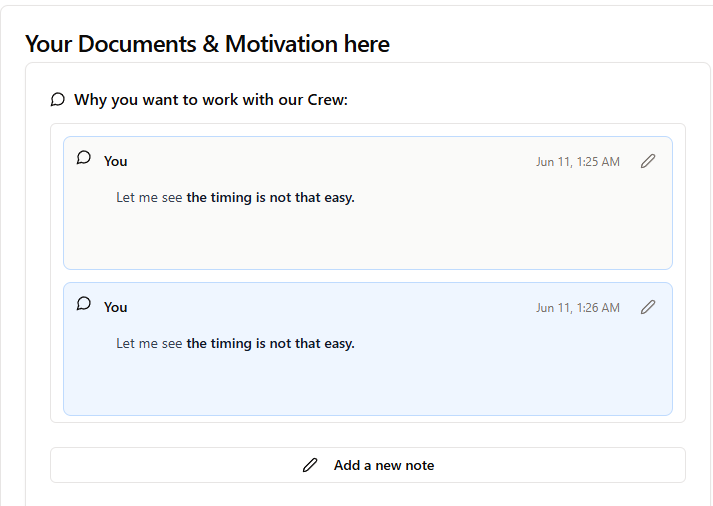 Your Documents & Motivation here
Why you want to work with our Crew:
You
Jun 11, 1:25 AM
Let me see the timing is not that easy.
You
Jun 11, 1:26 AM
Let me see the timing is not that easy.
Add a new note